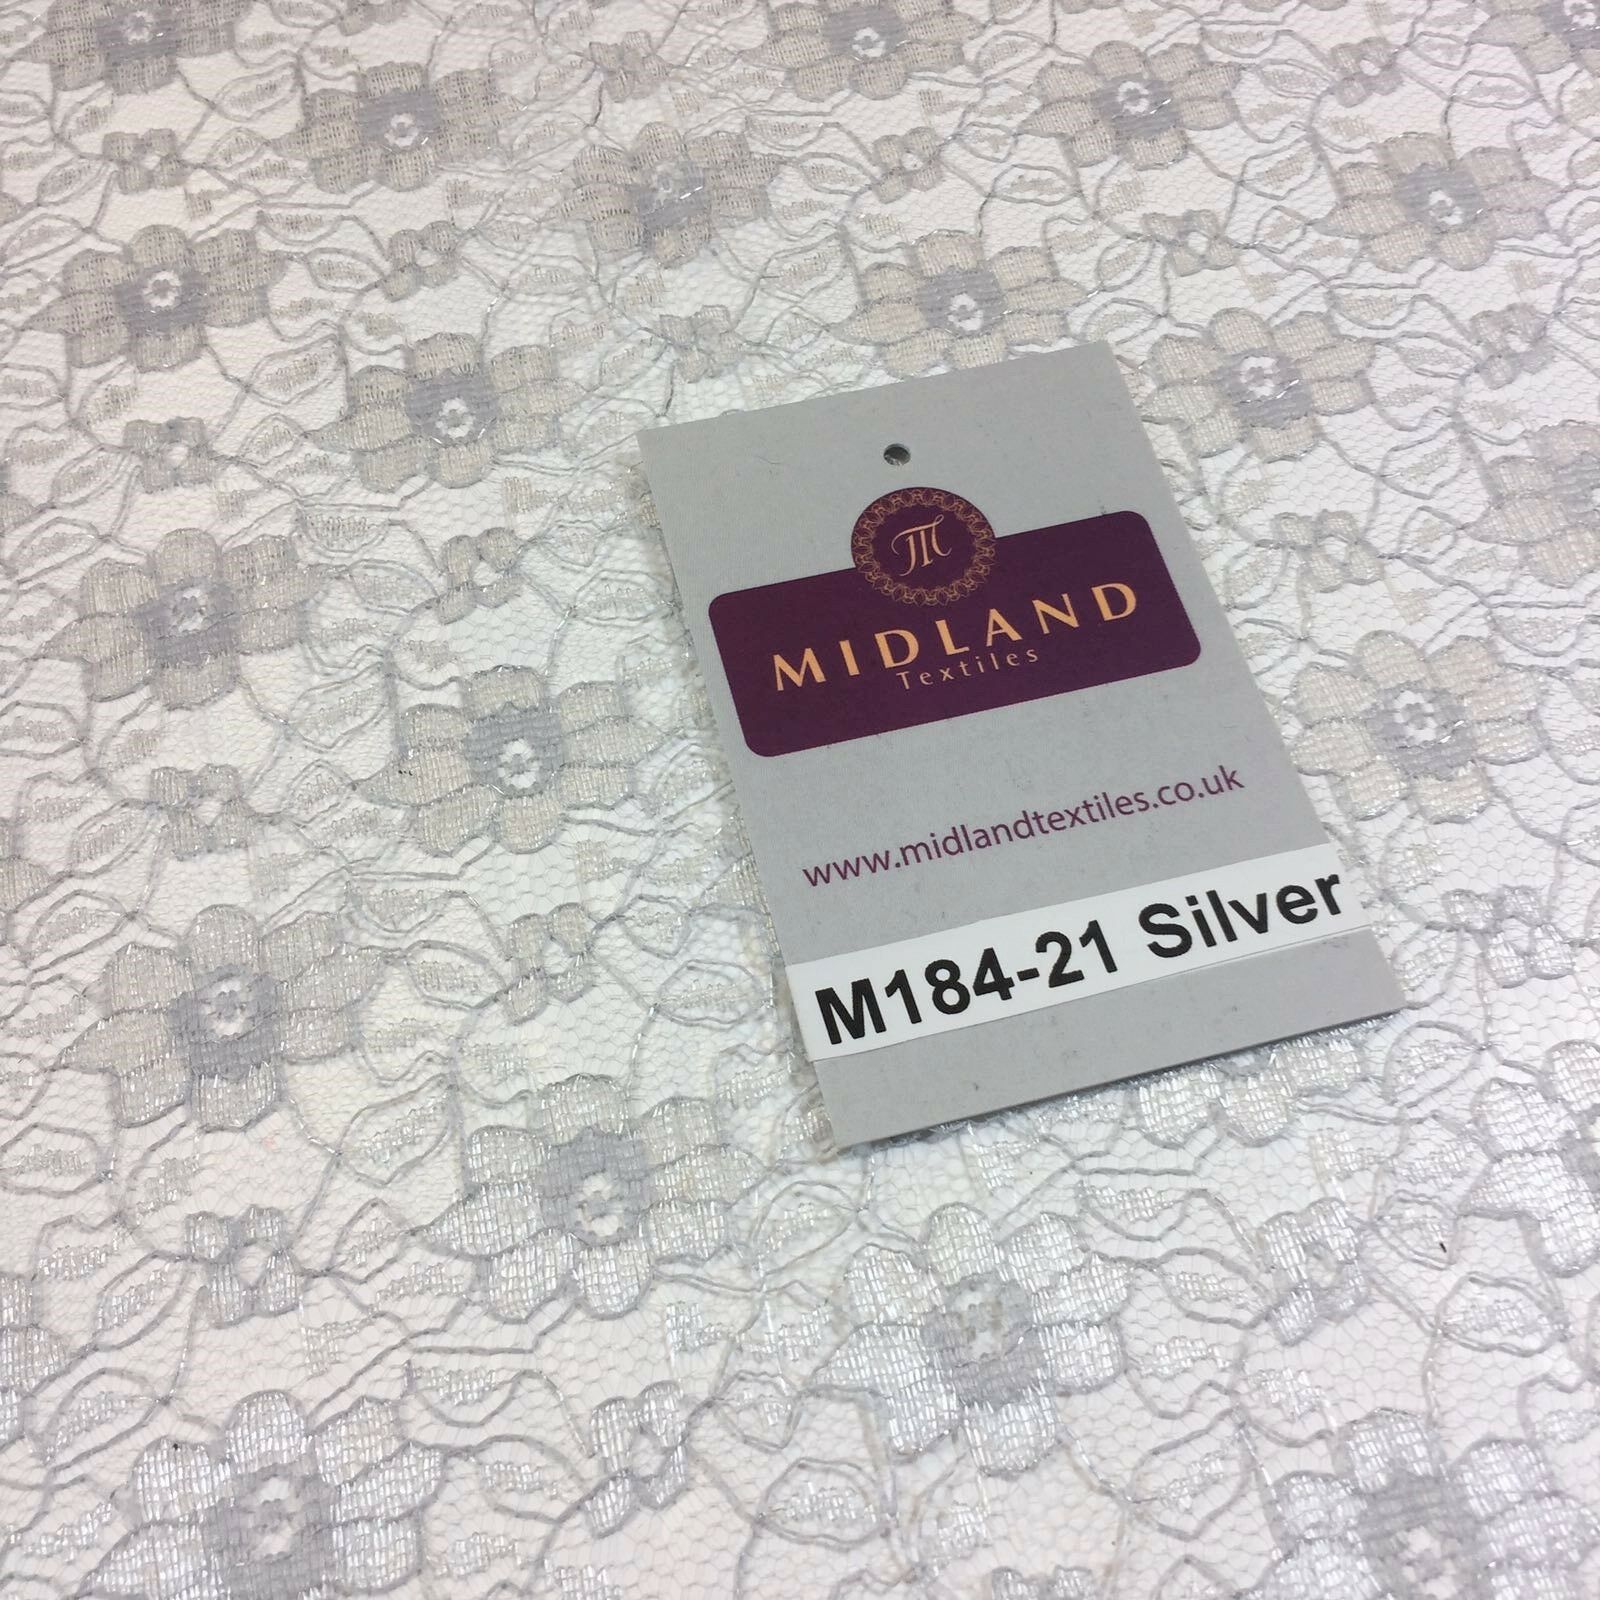 M
MIDLAND
Textiles
www.midlandtextiles.co.uk
M184-21 Silver